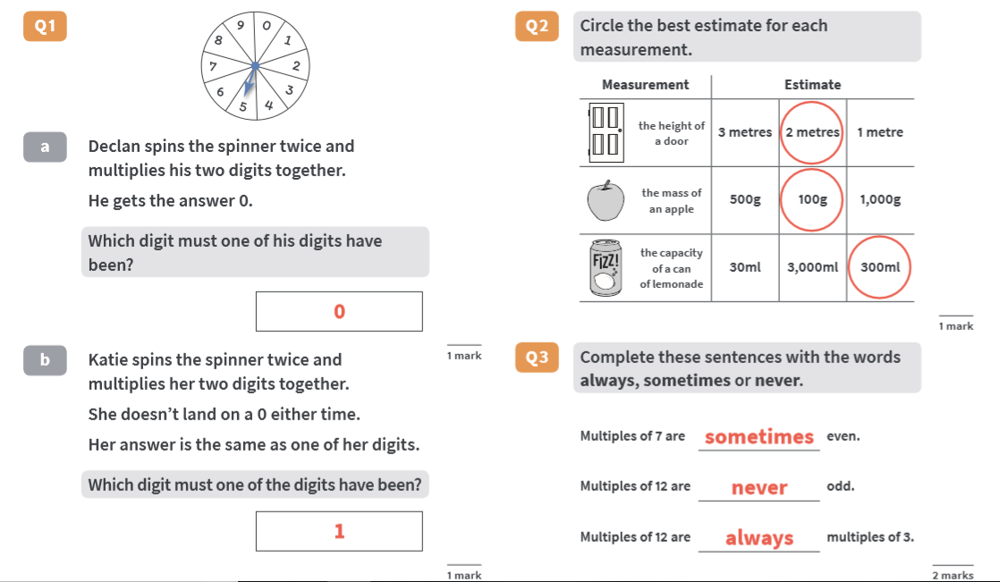 Q1
9 0 1 2 3 4 5 6 7 8
a
Declan spins the spinner twice and
multiplies his two digits together.
He gets the answer 0.
Which digit must one of his digits have
been?
0
1 mark
b
Katie spins the spinner twice and
multiplies her two digits together.
She doesn’t land on a 0 either time.
Her answer is the same as one of her digits.
Which digit must one of the digits have been?
1
1 mark
Q2
Circle the best estimate for each
measurement.
Measurement Estimate
the height of
a door
3 metres 2 metres 1 metre
the mass of
an apple
500g 100g 1,000g
FIZZ!
the capacity
of a can
of lemonade
30ml 3,000ml 300ml
1 mark
Q3
Complete these sentences with the words
always, sometimes or never.
Multiples of 7 are sometimes even.
Multiples of 12 are never odd.
Multiples of 12 are always multiples of 3.
2 marks